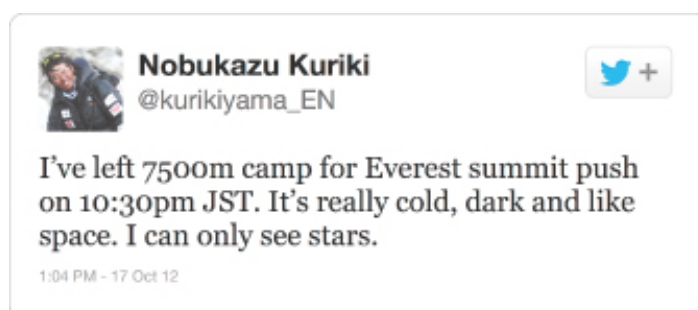 Nobukazu Kuriki
@kurikiyama_EN
I've left 7500m camp for Everest summit push
on 10:30pm JST. It's really cold, dark and like
space. I can only see stars.
1:04 PM - 17 Oct 12